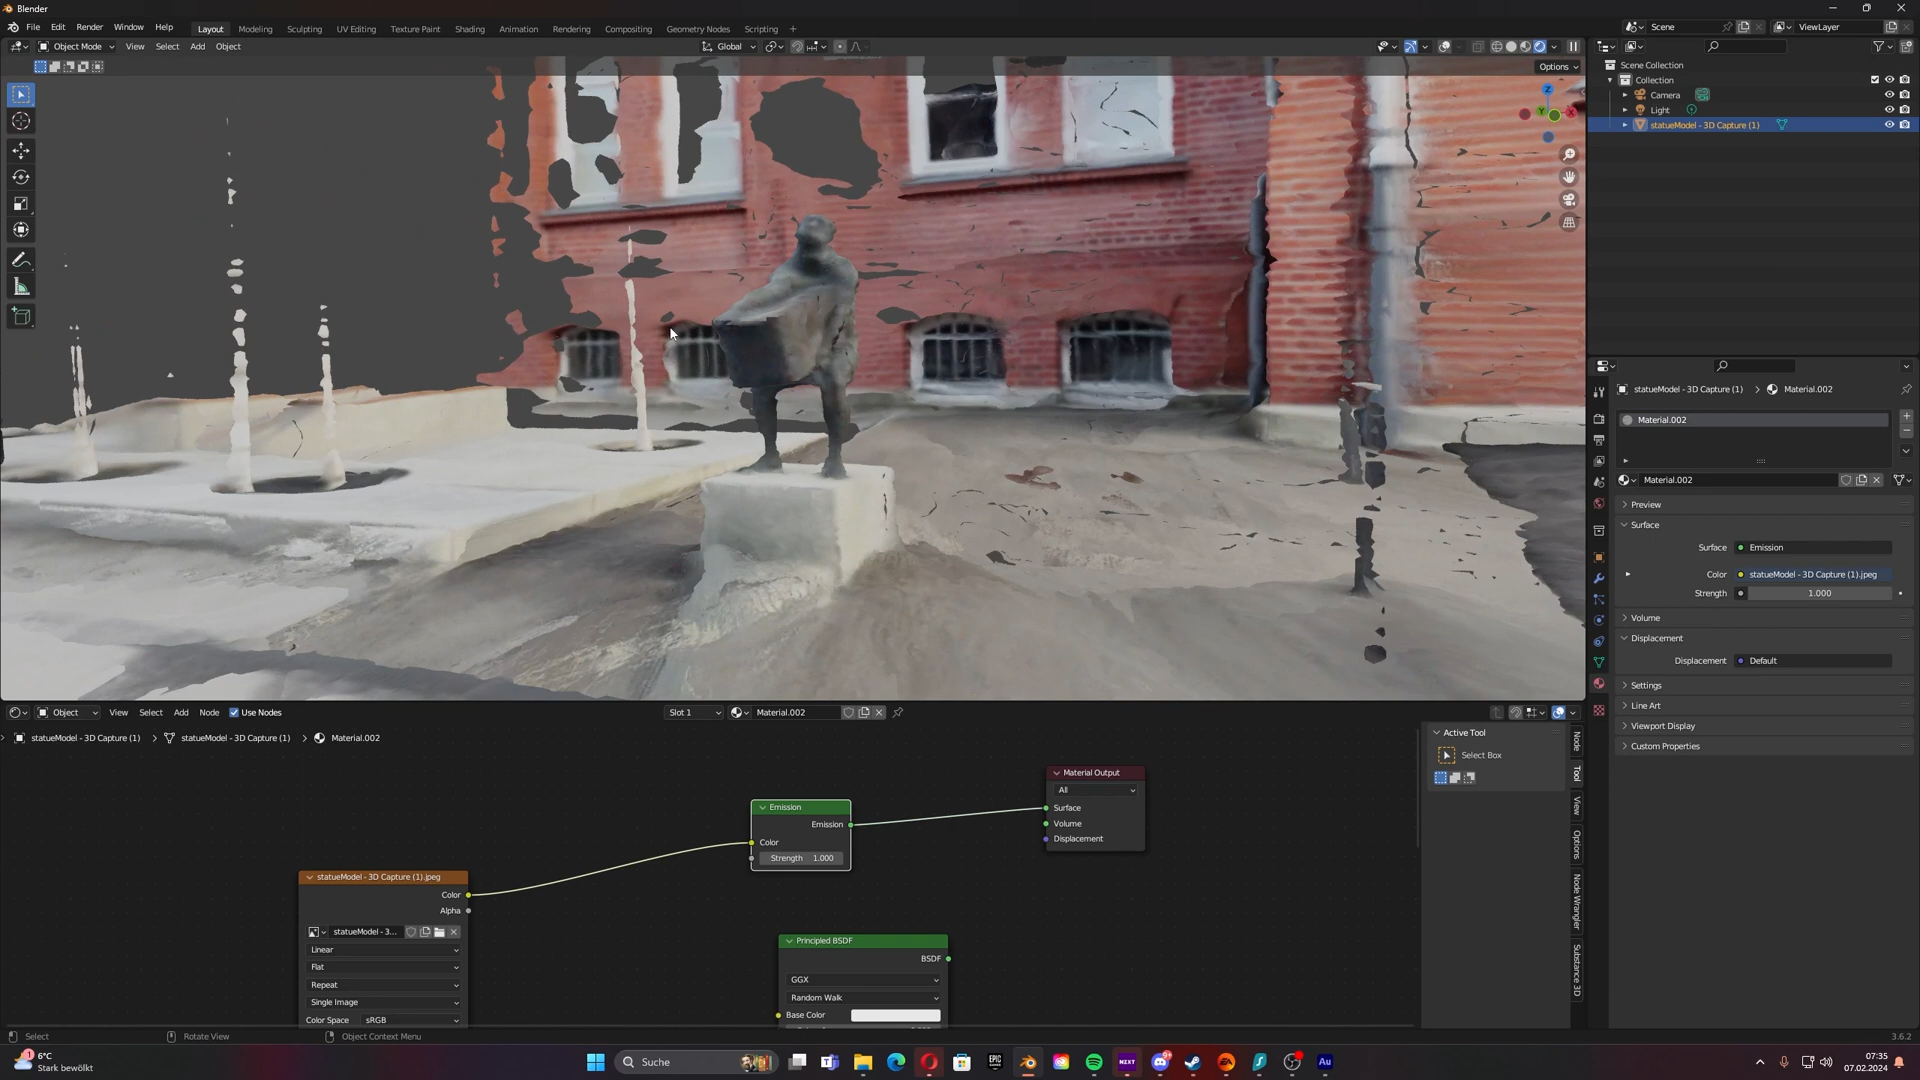 Blender
File Edit Render Window Help Layout Modeling Sculpting UV Editing Texture Paint Shading Animation Rendering Compositing Geometry Nodes Scripting +
Scene ViewLayer
Object Mode View Select Add Object Global
Options
Z
Y
X
Scene Collection
Collection
Camera
Light
statueModel - 3D Capture (1)
statueModel - 3D Capture (1) > Material.002
Material.002
Material.002
Preview
Surface
Surface Emission
Color statueModel - 3D Capture (1).jpeg
Strength 1.000
Volume
Displacement
Displacement Default
Settings
Line Art
Viewport Display
Custom Properties
Object View Select Add Node Use Nodes Slot 1 Material.002
statueModel - 3D Capture (1) > statueModel - 3D Capture (1) > Material.002
Active Tool
Select Box
Node
Tool
View
Options
Node Wrangler
Substance 3D
Material Output
All
Surface
Volume
Displacement
Emission
Emission
Color
Strength 1.000
statueModel - 3D Capture (1).jpeg
Color
Alpha
statueModel - 3...
Linear
Flat
Repeat
Single Image
Color Space sRGB
Principled BSDF
BSDF
GGX
Random Walk
Base Color
Select Rotate View Object Context Menu 3.6.2
1
6°C
Stark bewölkt
Suche
EPIC
NZXT
9+
EA
Au
07:35
07.02.2024